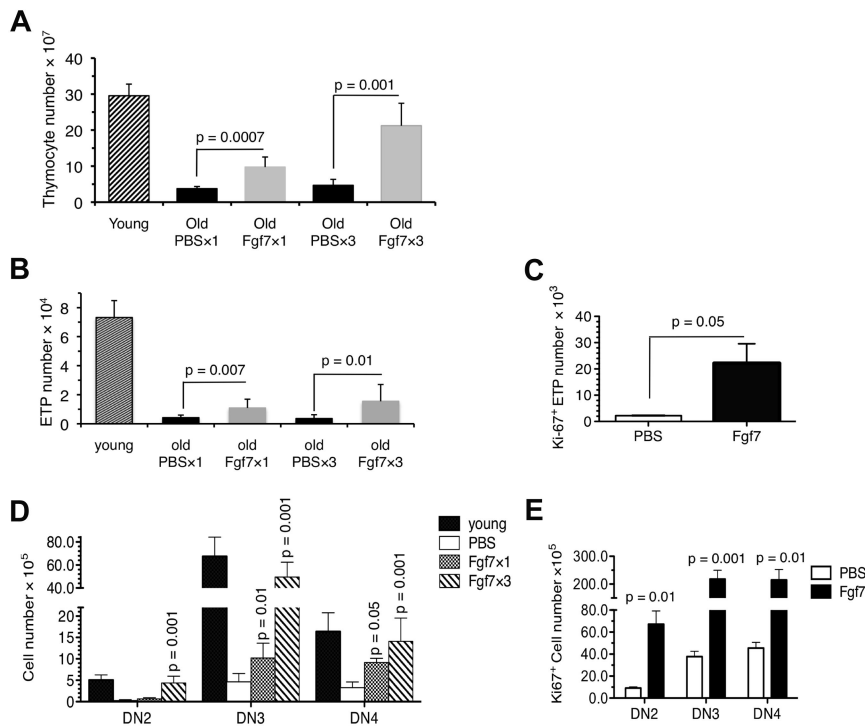 A
Thymocyte number × 10⁷
40
30
20
10
0
p = 0.0007
p = 0.001
Young
Old
PBS×1
Old
Fgf7×1
Old
PBS×3
Old
Fgf7×3
B
ETP number × 10⁴
8
6
4
2
0
p = 0.007
p = 0.01
young
old
PBS×1
old
Fgf7×1
old
PBS×3
old
Fgf7×3
C
Ki-67⁺ ETP number × 10³
40
30
20
10
0
p = 0.05
PBS
Fgf7
D
Cell number × 10⁵
80.0
60.0
40.0
20
15
10
5
0
p = 0.001
p = 0.01
p = 0.001
p = 0.05
p = 0.001
DN2
DN3
DN4
young
PBS
Fgf7×1
Fgf7×3
E
Ki67⁺ Cell number × 10⁵
300.0
200.0
80.0
60.0
40.0
20.0
0.0
p = 0.01
p = 0.001
p = 0.01
DN2
DN3
DN4
PBS
Fgf7